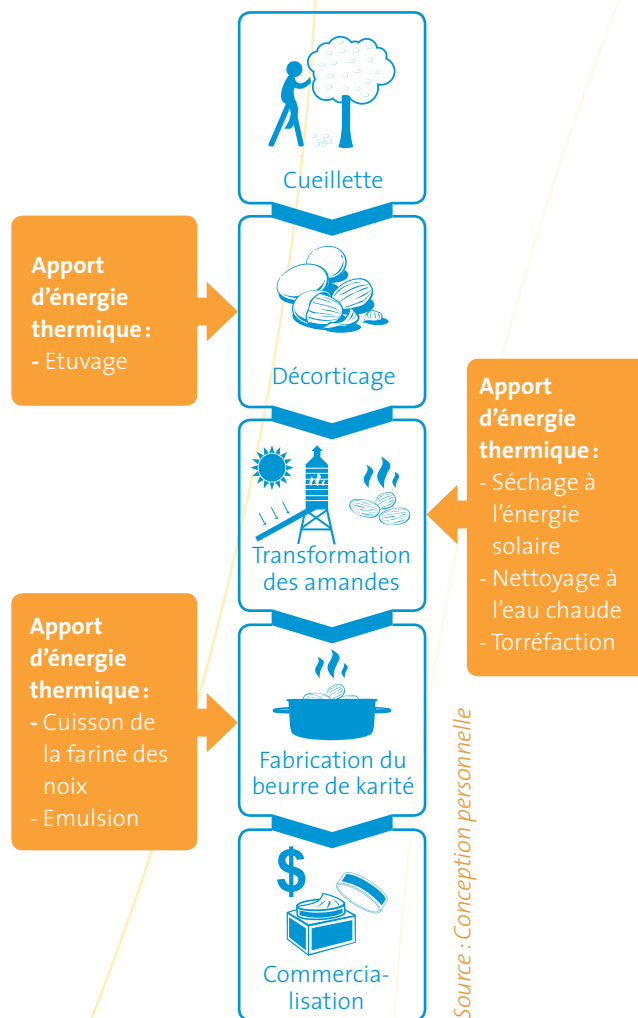 Cueillette
Apport
d'énergie
thermique :
- Etuvage
Décorticage
Apport
d'énergie
thermique :
- Séchage à
l'énergie
solaire
- Nettoyage à
l'eau chaude
- Torréfaction
Transformation
des amandes
Apport
d'énergie
thermique :
- Cuisson de
la farine des
noix
- Emulsion
Fabrication du
beurre de karité
$
Commercia-
lisation
Source : Conception personnelle